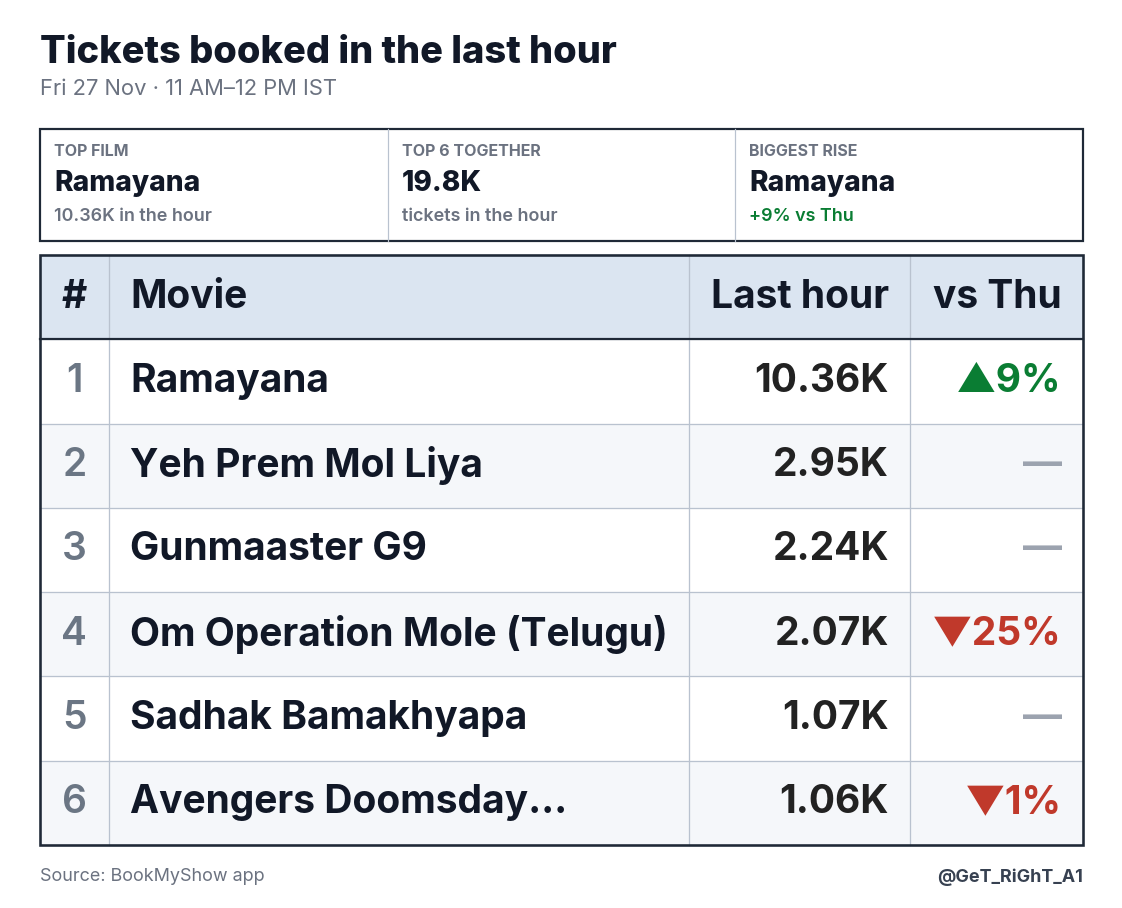 Tickets booked in the last hour
Fri 27 Nov · 11 AM–12 PM IST
TOP FILM
Ramayana
10.36K in the hour
TOP 6 TOGETHER
19.8K
tickets in the hour
BIGGEST RISE
Ramayana
+9% vs Thu
# Movie Last hour vs Thu
1 Ramayana 10.36K ▲9%
2 Yeh Prem Mol Liya 2.95K —
3 Gunmaaster G9 2.24K —
4 Om Operation Mole (Telugu) 2.07K ▼25%
5 Sadhak Bamakhyapa 1.07K —
6 Avengers Doomsday... 1.06K ▼1%
Source: BookMyShow app
@GeT_RiGhT_A1